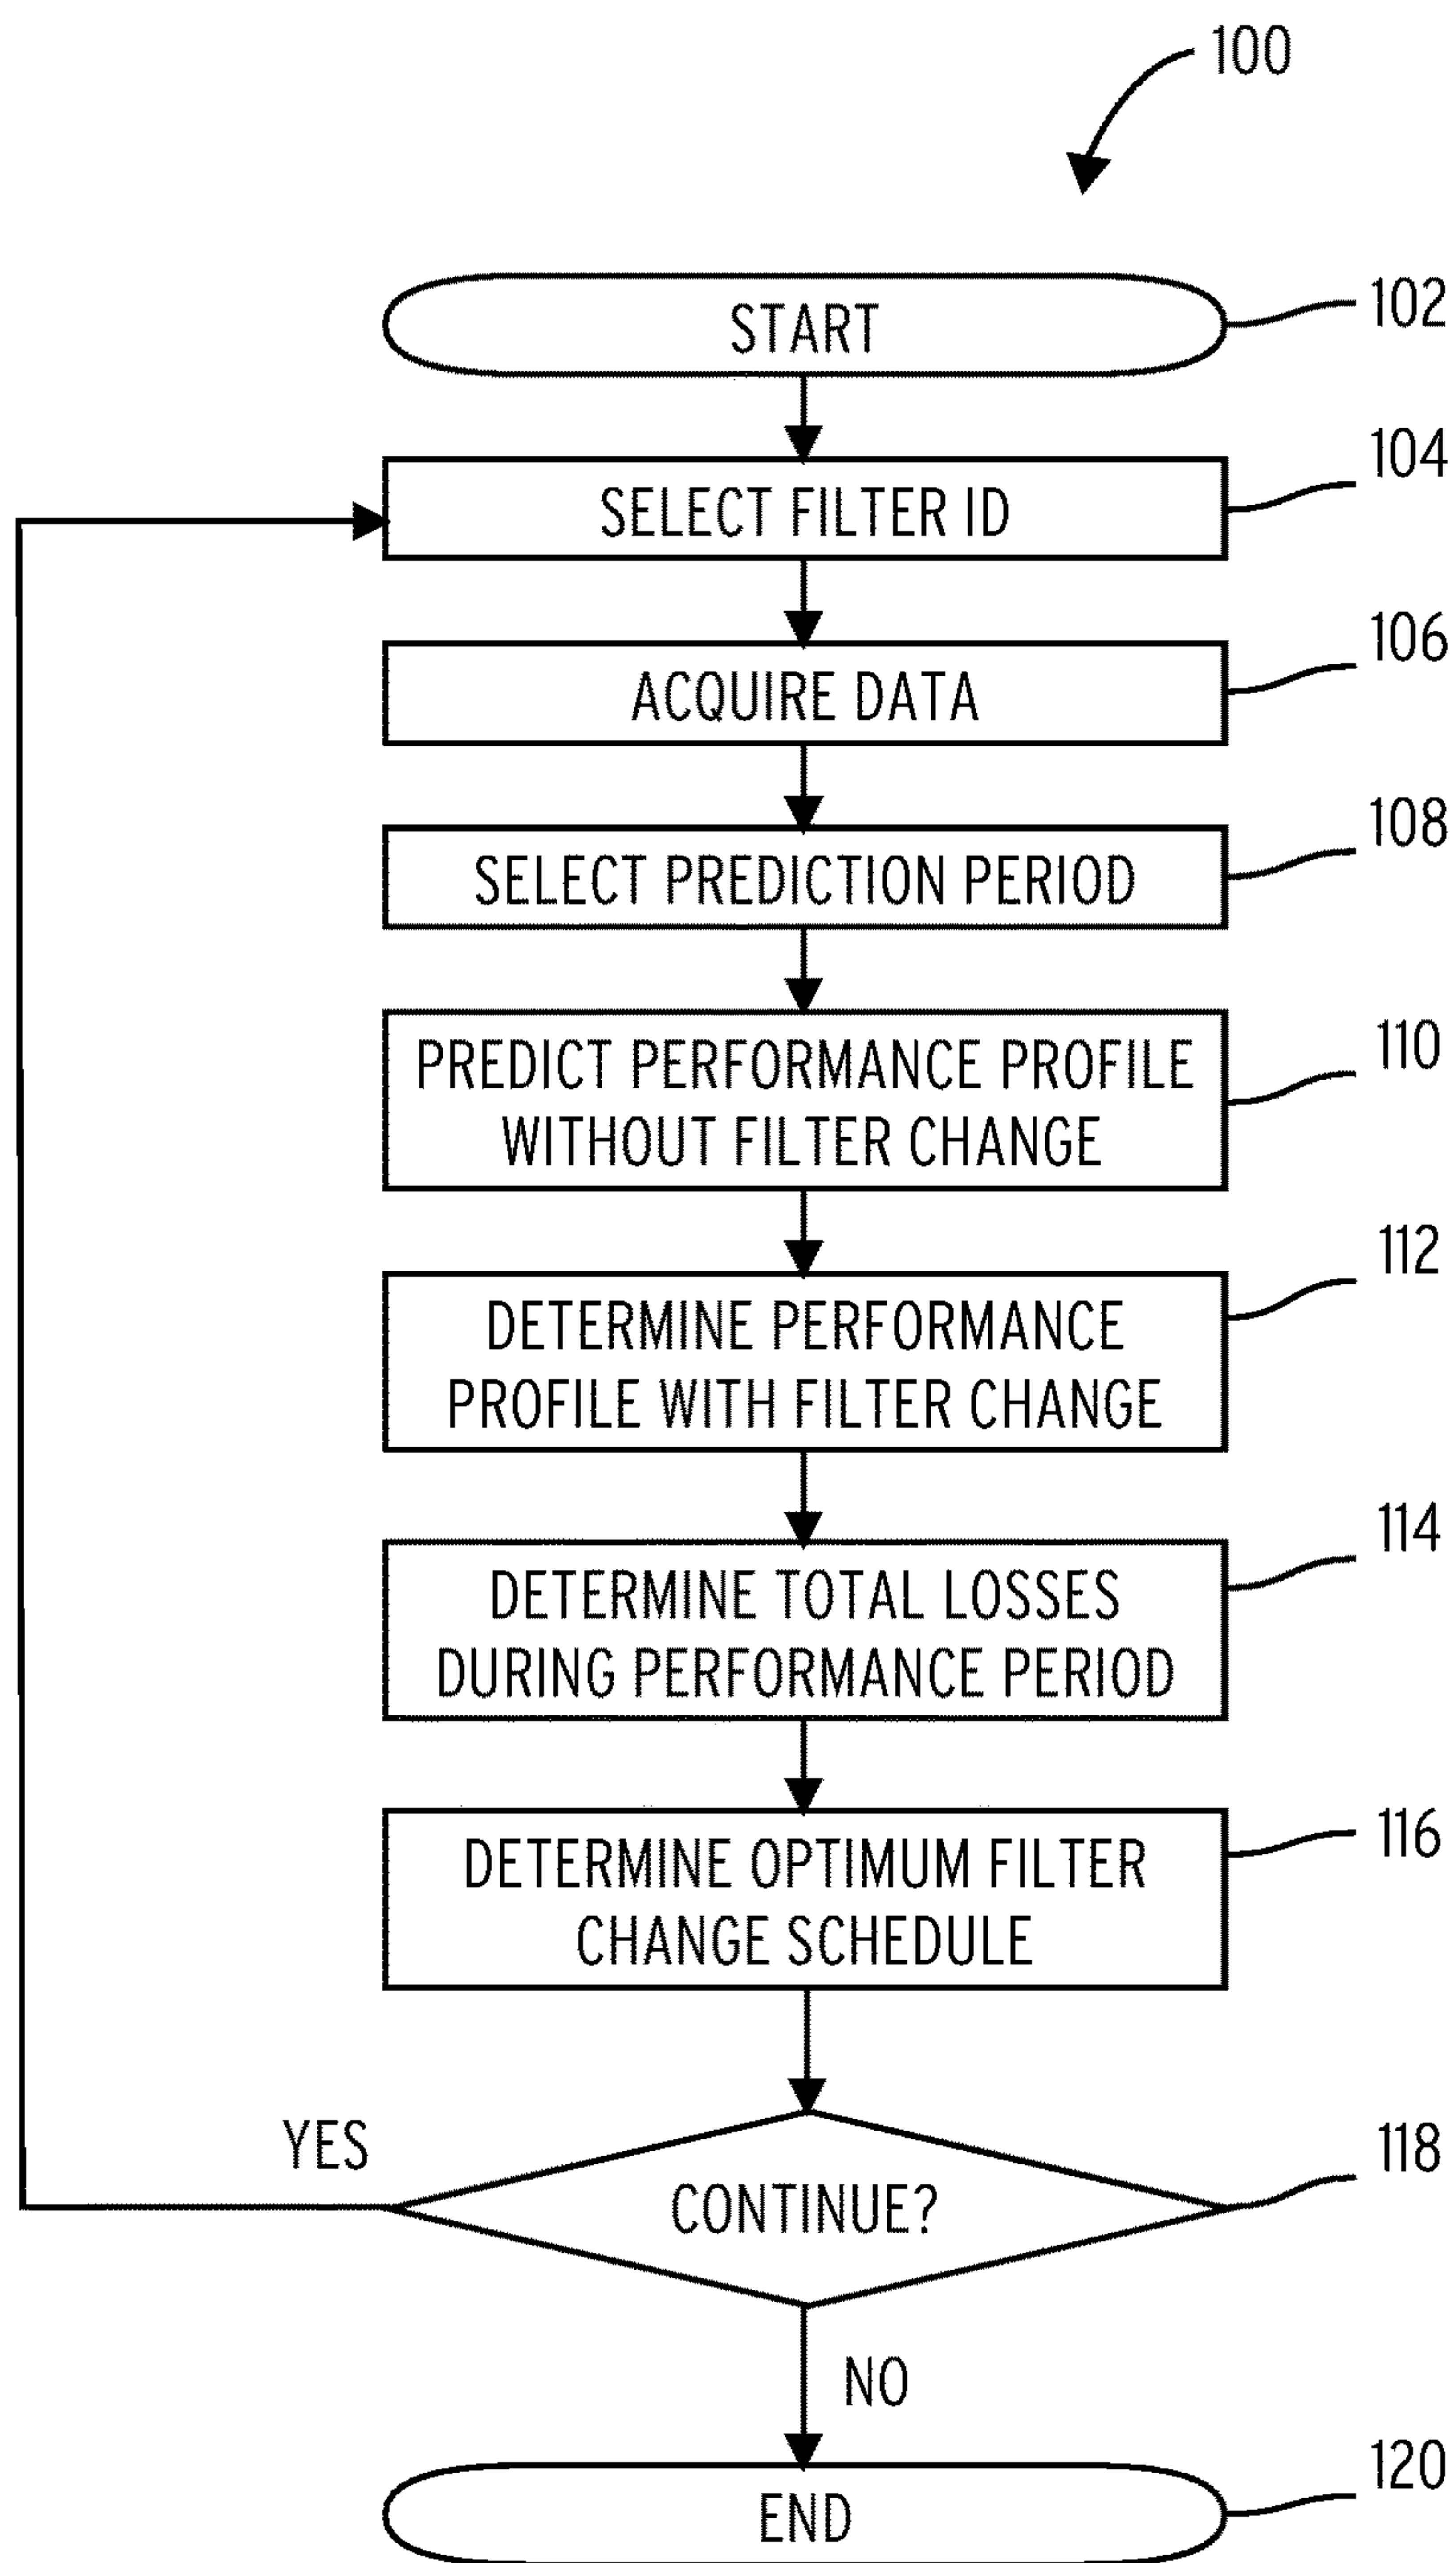 100
START
102
SELECT FILTER ID
104
ACQUIRE DATA
106
SELECT PREDICTION PERIOD
108
PREDICT PERFORMANCE PROFILE
WITHOUT FILTER CHANGE
110
DETERMINE PERFORMANCE
PROFILE WITH FILTER CHANGE
112
DETERMINE TOTAL LOSSES
DURING PERFORMANCE PERIOD
114
DETERMINE OPTIMUM FILTER
CHANGE SCHEDULE
116
YES
CONTINUE?
118
NO
END
120